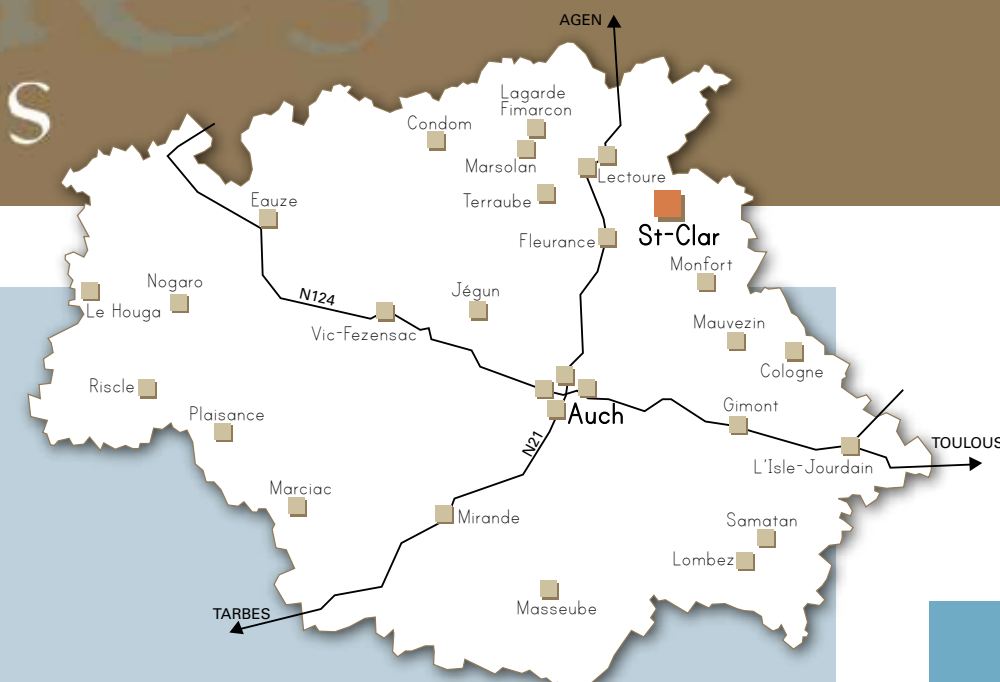 es
s
AGEN
Lagarde
Fimarcon
Condom
Marsolan
Lectoure
Terraube
Eauze
St-Clar
Fleurance
Monfort
Nogaro
Jégun
N124
Le Houga
Mauvezin
Vic-Fezensac
Cologne
Riscle
Plaisance
Auch
Gimont
N21
TOULOUS
L'Isle-Jourdain
Marciac
Mirande
Samatan
Lombez
Masseube
TARBES